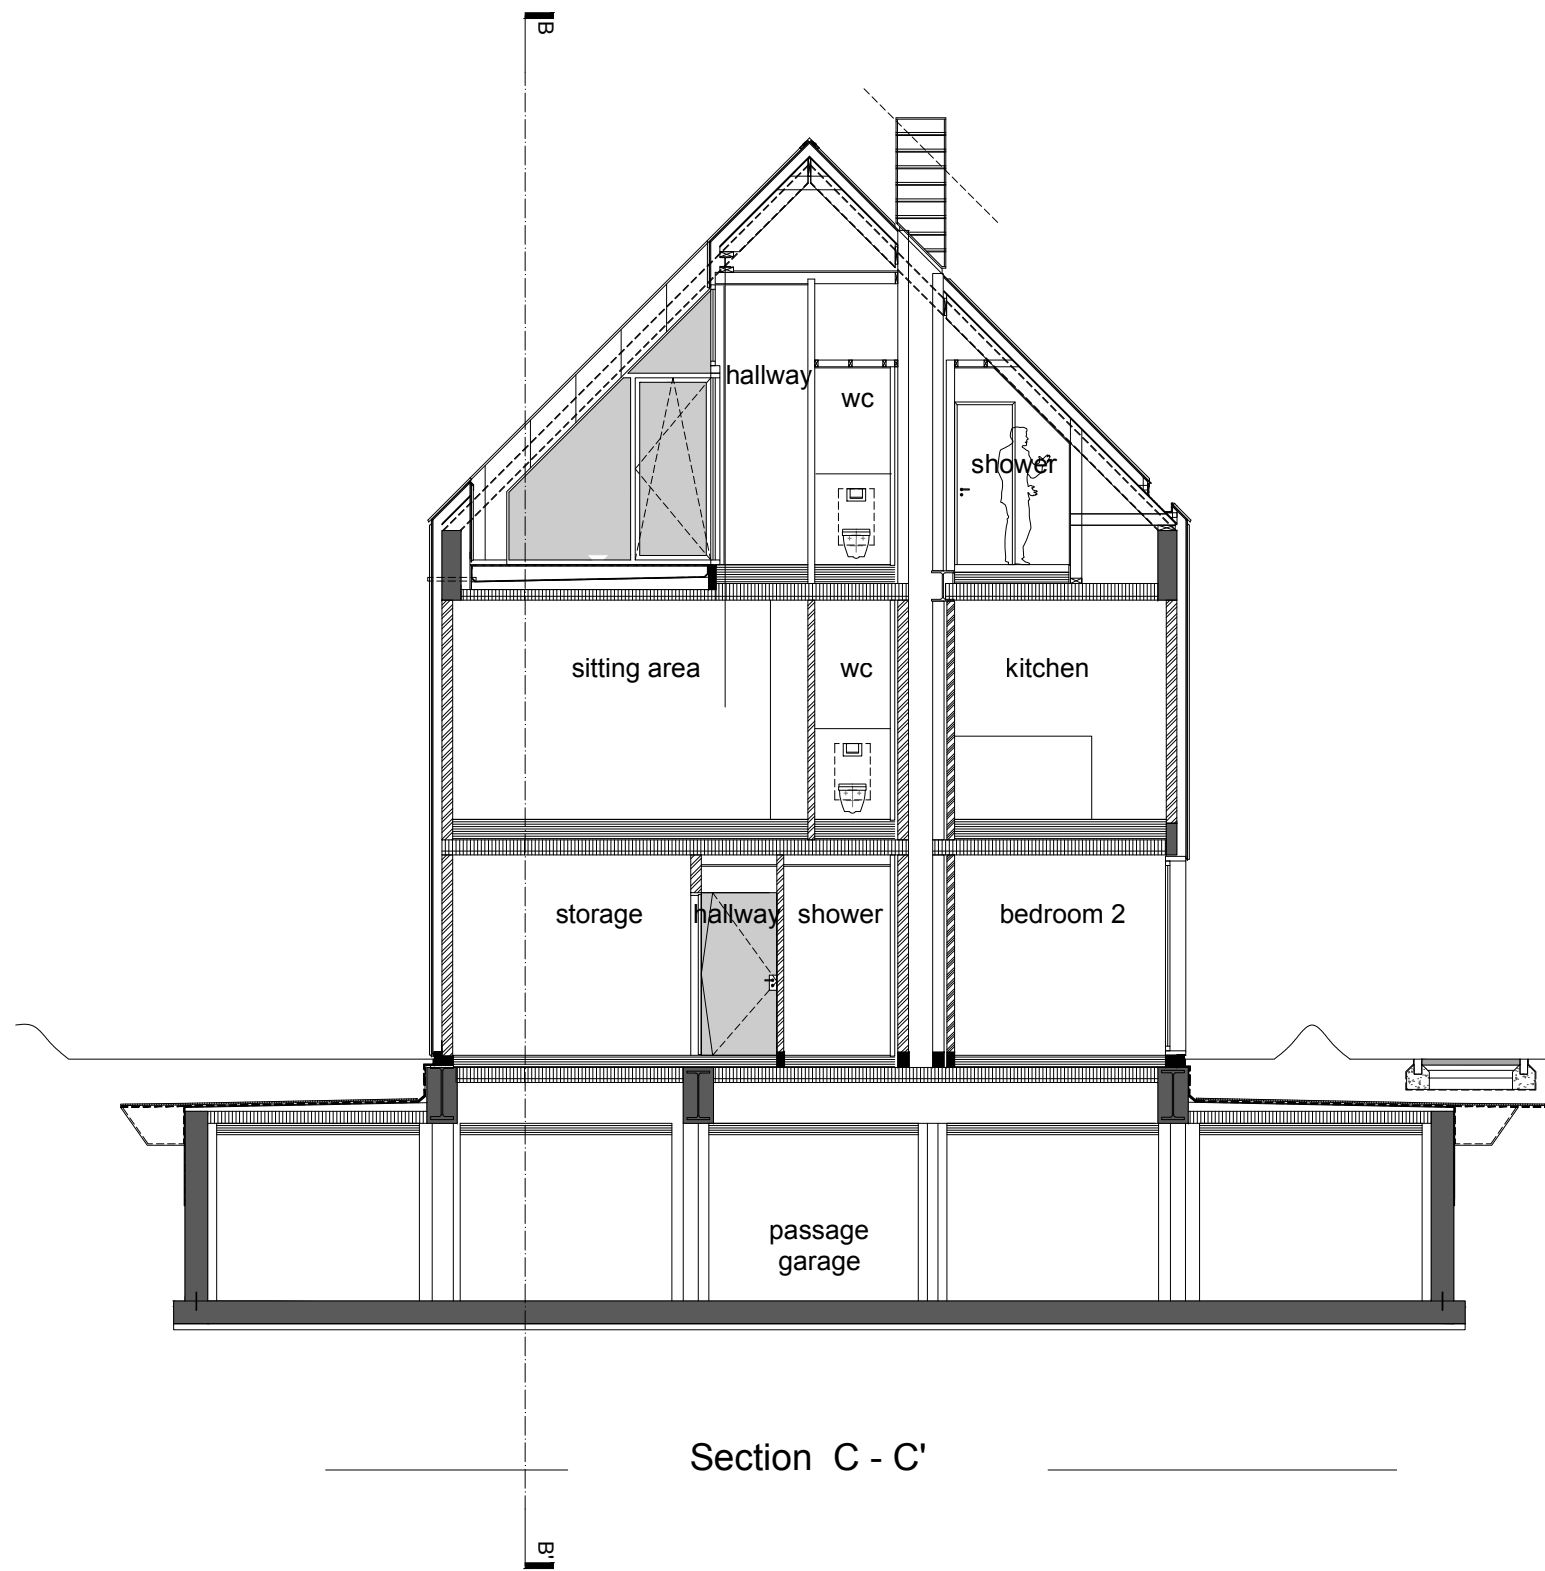 B
hallway
wc
shower
sitting area
wc
kitchen
storage
hallway
shower
bedroom 2
passage
garage
Section C - C'
B'